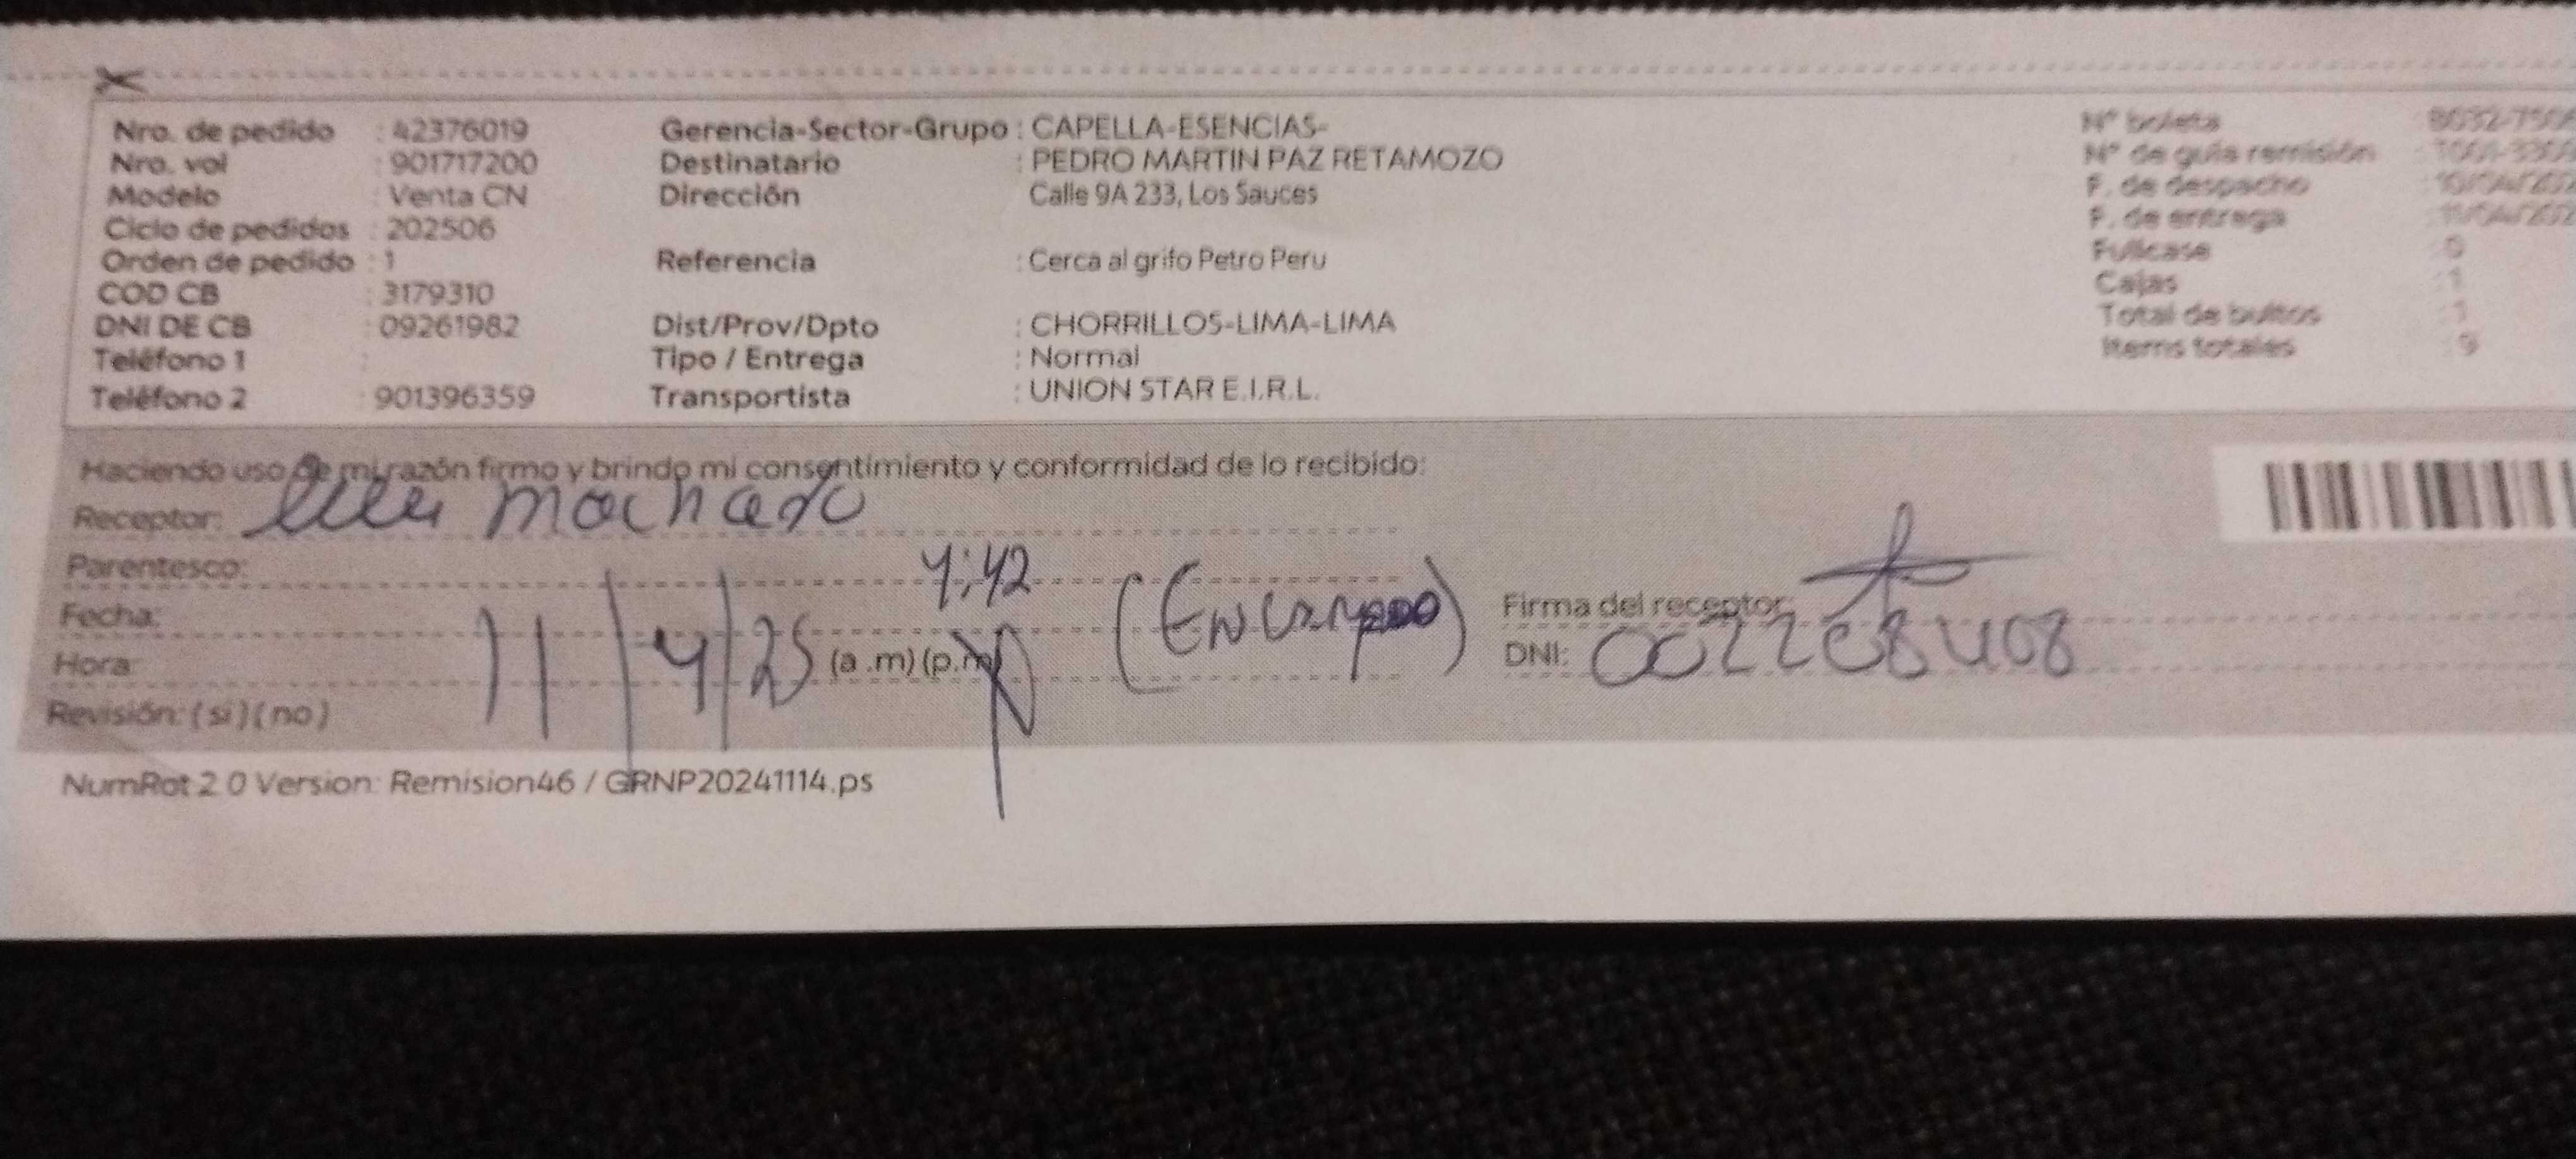 Nro. de pedido : 42376019
Nro. vol : 901717200
Modelo : Venta CN
Ciclo de pedidos : 202506
Orden de pedido : 1
COD CB : 3179310
DNI DE CB : 09261982
Teléfono 1 :
Teléfono 2 : 901396359
Gerencia-Sector-Grupo : CAPELLA-ESENCIAS-
Destinatario : PEDRO MARTIN PAZ RETAMOZO
Dirección Calle 9A 233, Los Sauces
Referencia : Cerca al grifo Petro Peru
Dist/Prov/Dpto : CHORRILLOS-LIMA-LIMA
Tipo / Entrega : Normal
Transportista : UNION STAR E.I.R.L.
N° boleta
N° de guía remisión
F. de despacho
F. de entrega
Fullcase : 0
Cajas : 1
Total de bultos : 1
Items totales : 9
Haciendo uso de mi razón firmo y brindo mi consentimiento y conformidad de lo recibido:
Receptor: machado
Parentesco:
Fecha: 4:42
Hora: 11/4/25 (a .m) (p.m)
Revisión: (si) (no)
Firma del receptor:
DNI:
NumRot 2.0 Version: Remision46 / GRNP20241114.ps